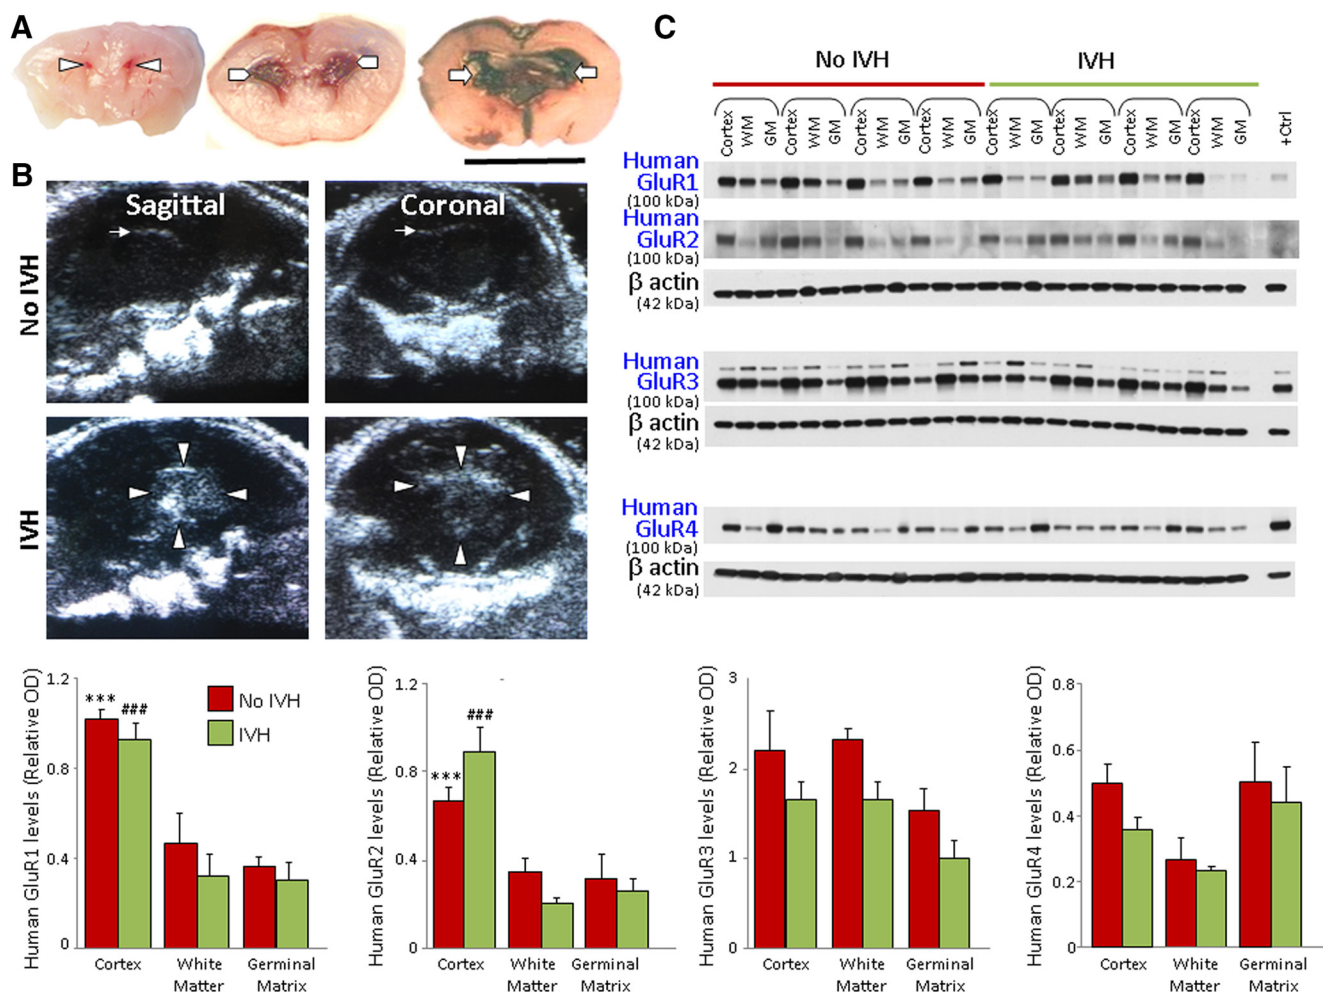 A
B
Sagittal
Coronal
No IVH
IVH
C
No IVH
IVH
Cortex
WM
GM
Cortex
WM
GM
Cortex
WM
GM
Cortex
WM
GM
Cortex
WM
GM
Cortex
WM
GM
Cortex
WM
GM
Cortex
WM
GM
+Ctrl
Human
GluR1
(100 kDa)
Human
GluR2
(100 kDa)
β actin
(42 kDa)
Human
GluR3
(100 kDa)
β actin
(42 kDa)
Human
GluR4
(100 kDa)
β actin
(42 kDa)
Human GluR1 levels (Relative OD)
1.2
0.8
0.4
0
***
###
No IVH
IVH
Cortex
White
Matter
Germinal
Matrix
Human GluR2 levels (Relative OD)
1.2
0.8
0.4
0
***
###
Cortex
White
Matter
Germinal
Matrix
Human GluR3 levels (Relative OD)
3
2
1
0
Cortex
White
Matter
Germinal
Matrix
Human GluR4 levels (Relative OD)
0.8
0.6
0.4
0.2
0
Cortex
White
Matter
Germinal
Matrix